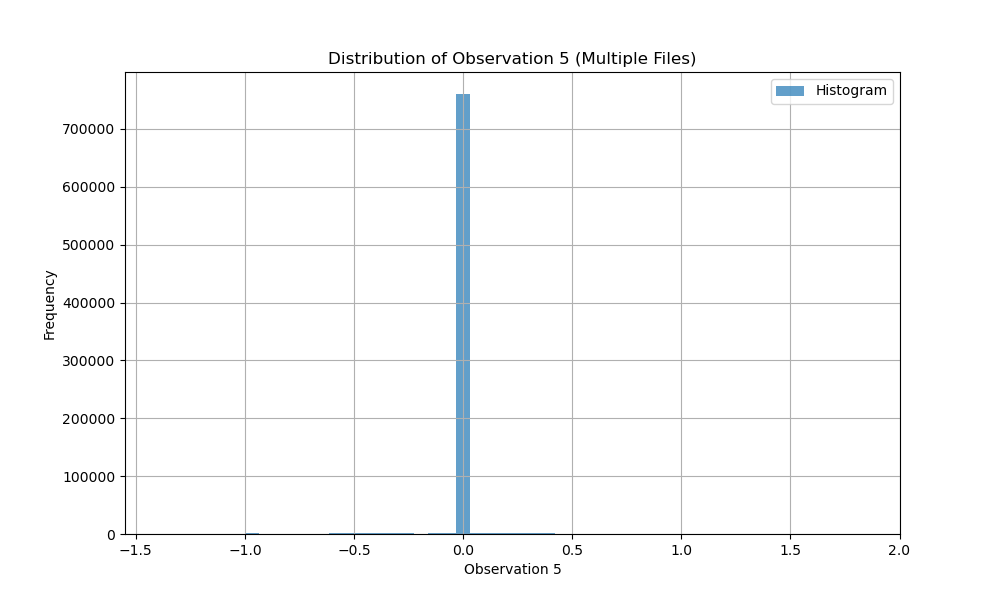 Distribution of Observation 5 (Multiple Files)
Histogram
700000
600000
500000
400000
300000
200000
100000
0
Frequency
−1.5 −1.0 −0.5 0.0 0.5 1.0 1.5 2.0
Observation 5